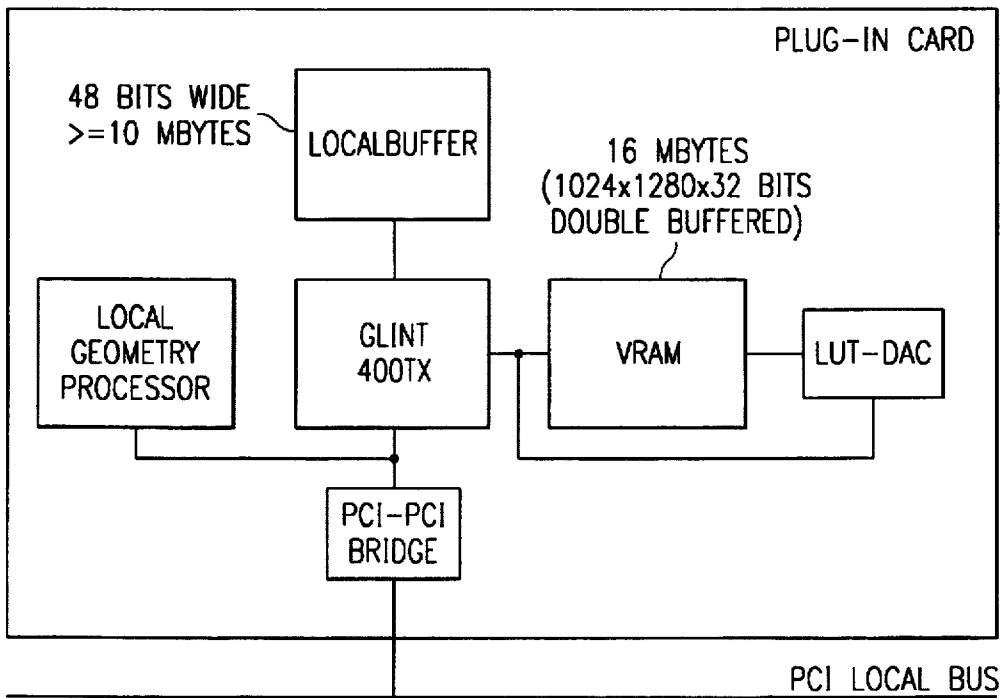 PLUG-IN CARD
48 BITS WIDE
>=10 MBYTES
LOCALBUFFER
16 MBYTES
(1024x1280x32 BITS
DOUBLE BUFFERED)
LOCAL
GEOMETRY
PROCESSOR
GLINT
400TX
VRAM
LUT-DAC
PCI-PCI
BRIDGE
PCI LOCAL BUS